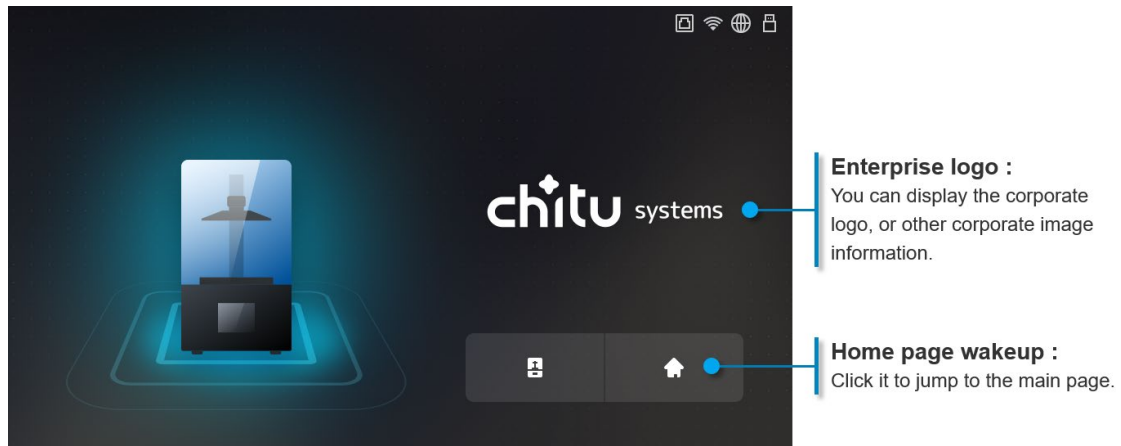 chitu systems
Enterprise logo :
You can display the corporate
logo, or other corporate image
information.
Home page wakeup :
Click it to jump to the main page.